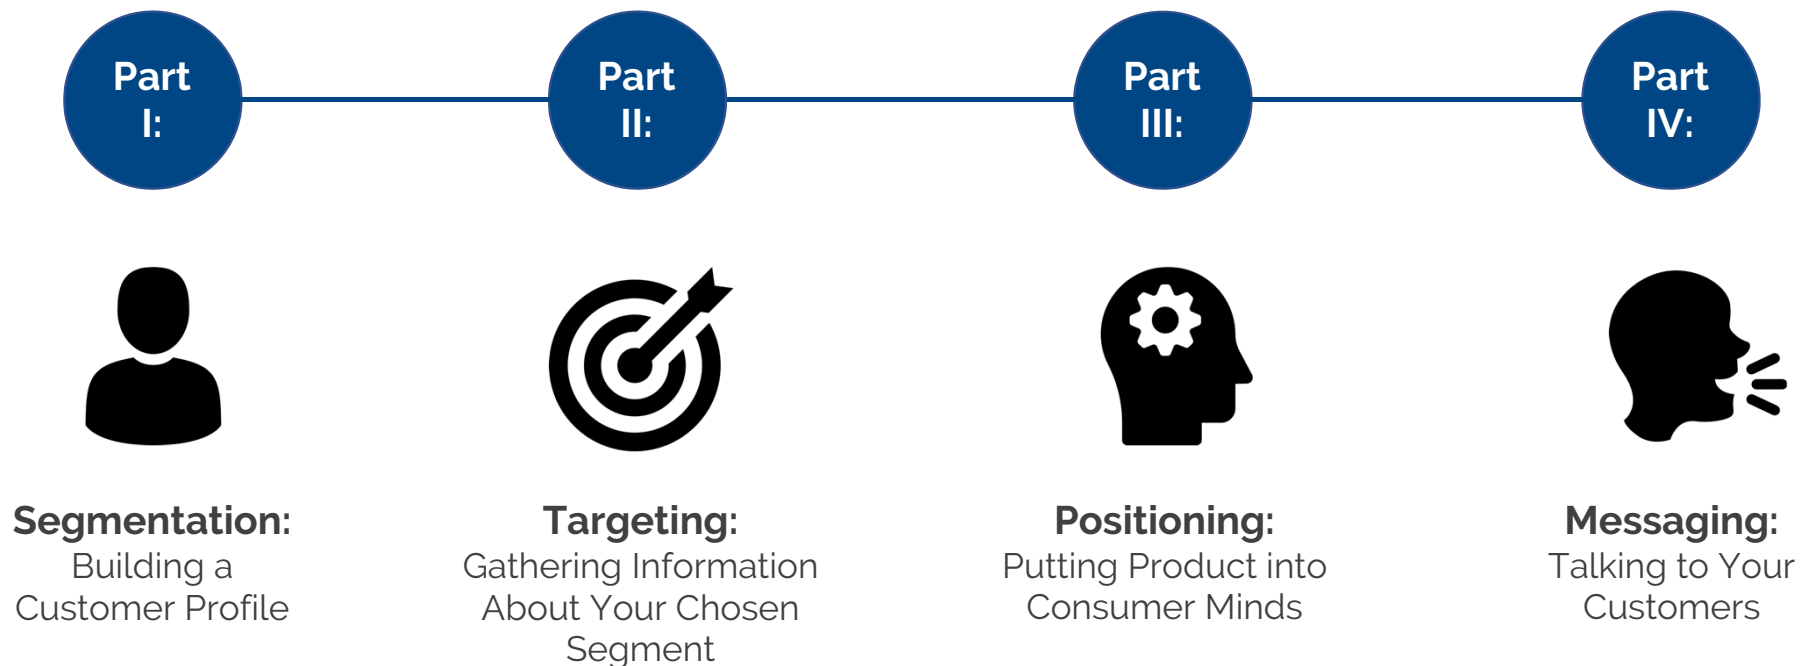 Part
I:
Part
II:
Part
III:
Part
IV:
Segmentation:
Building a
Customer Profile
Targeting:
Gathering Information
About Your Chosen
Segment
Positioning:
Putting Product into
Consumer Minds
Messaging:
Talking to Your
Customers